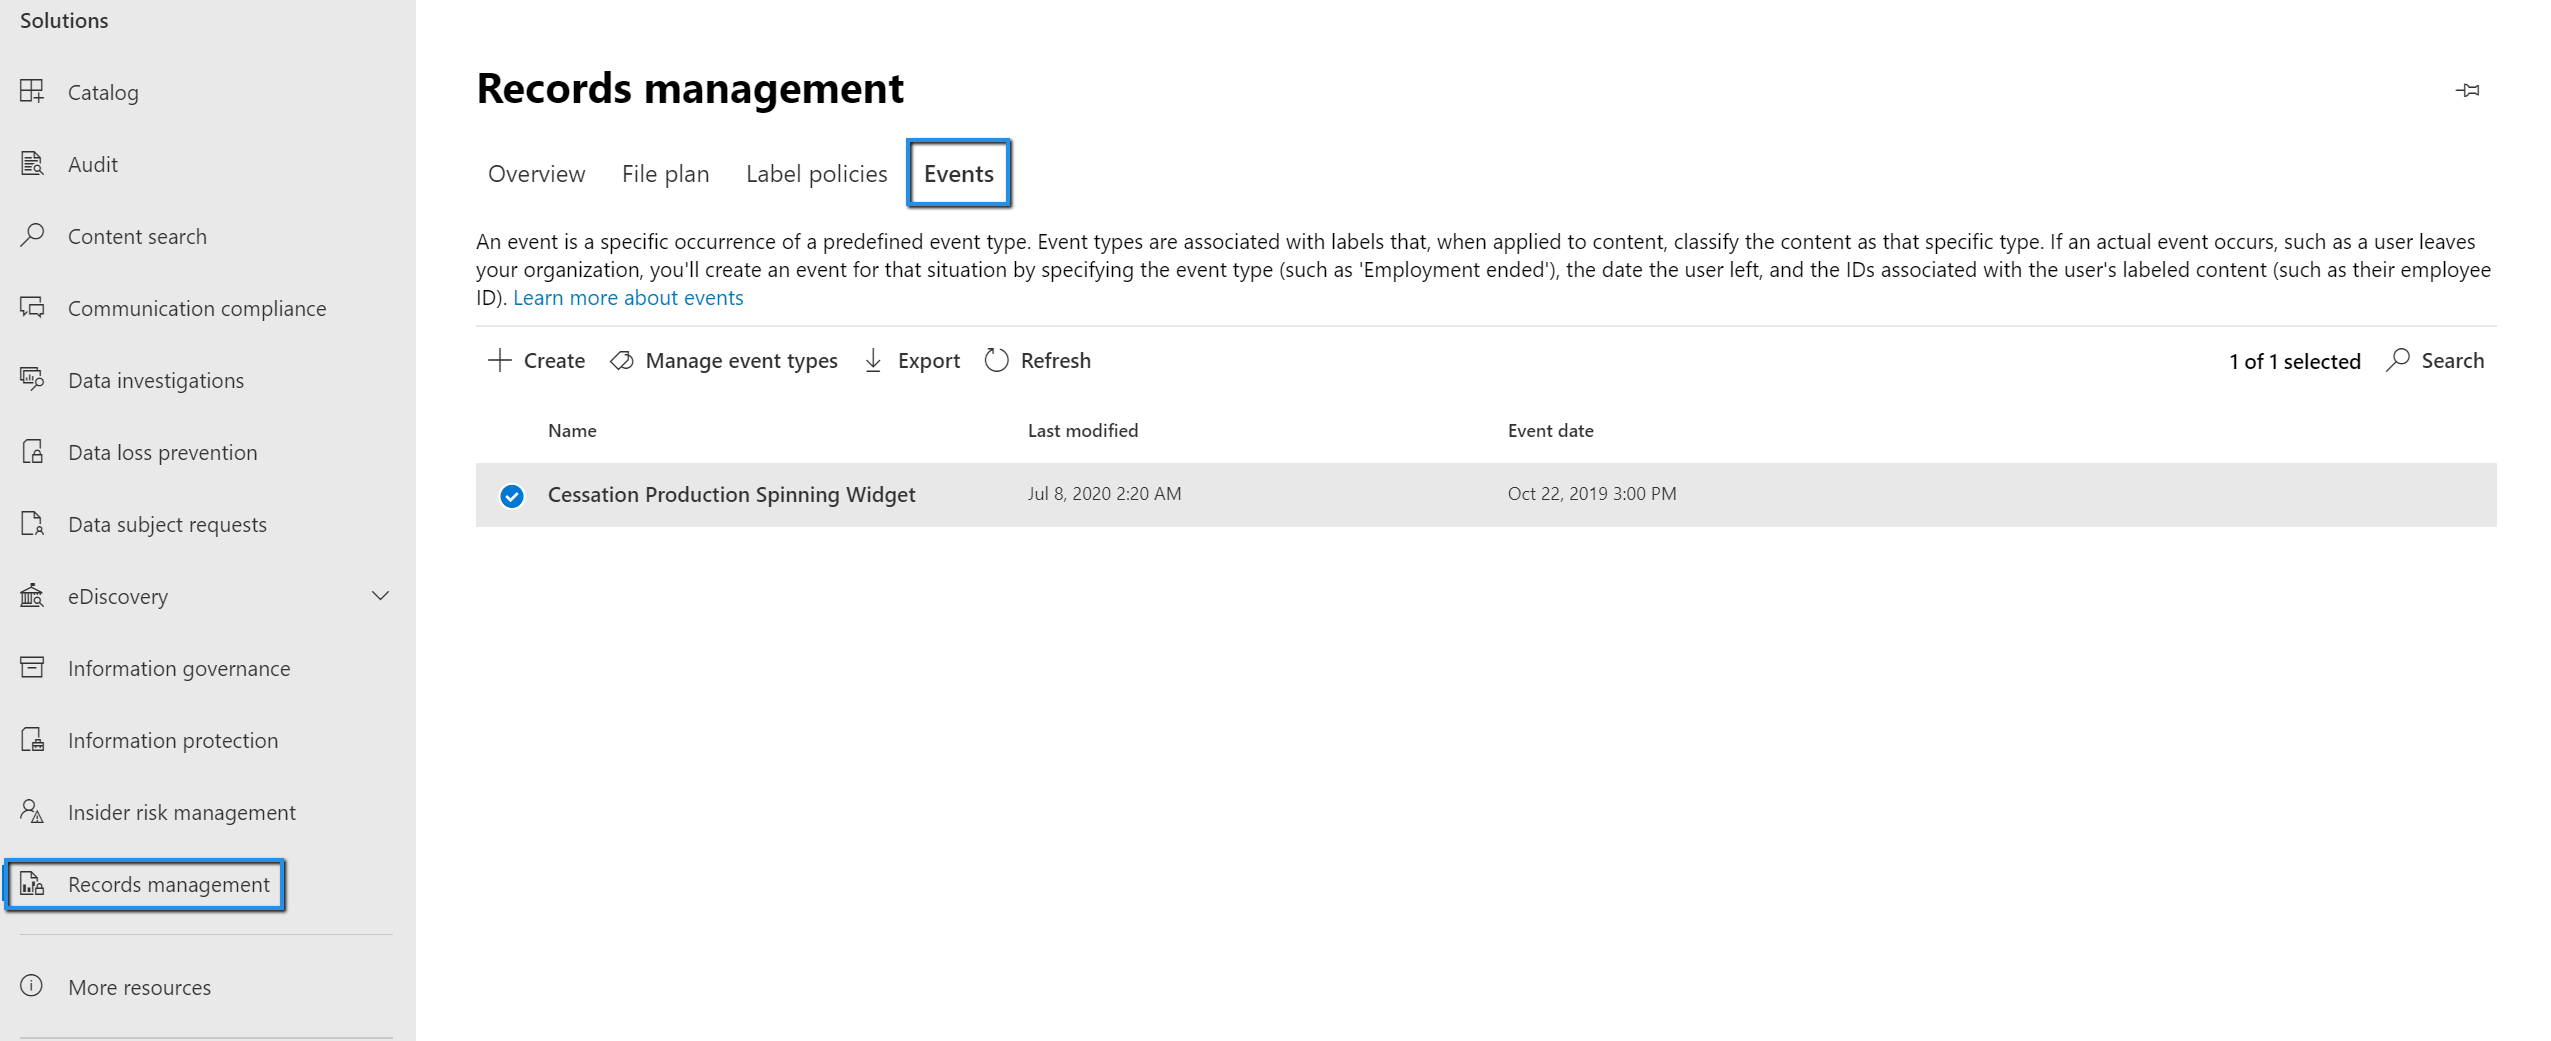 Solutions
Catalog
Audit
Content search
Communication compliance
Data investigations
Data loss prevention
Data subject requests
eDiscovery
Information governance
Information protection
Insider risk management
Records management
More resources
Records management
Overview File plan Label policies Events
An event is a specific occurrence of a predefined event type. Event types are associated with labels that, when applied to content, classify the content as that specific type. If an actual event occurs, such as a user leaves
your organization, you'll create an event for that situation by specifying the event type (such as 'Employment ended'), the date the user left, and the IDs associated with the user's labeled content (such as their employee
ID). Learn more about events
Create Manage event types Export Refresh 1 of 1 selected Search
Name Last modified Event date
Cessation Production Spinning Widget Jul 8, 2020 2:20 AM Oct 22, 2019 3:00 PM